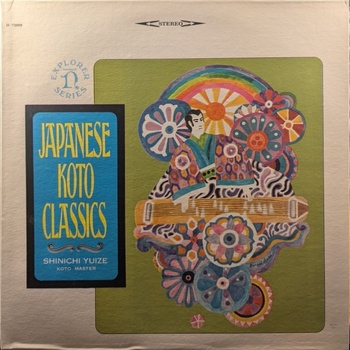 STEREO
EXPLORER
SERIES
JAPANESE
KOTO
CLASSICS
SHINICHI YUIZE
KOTO MASTER